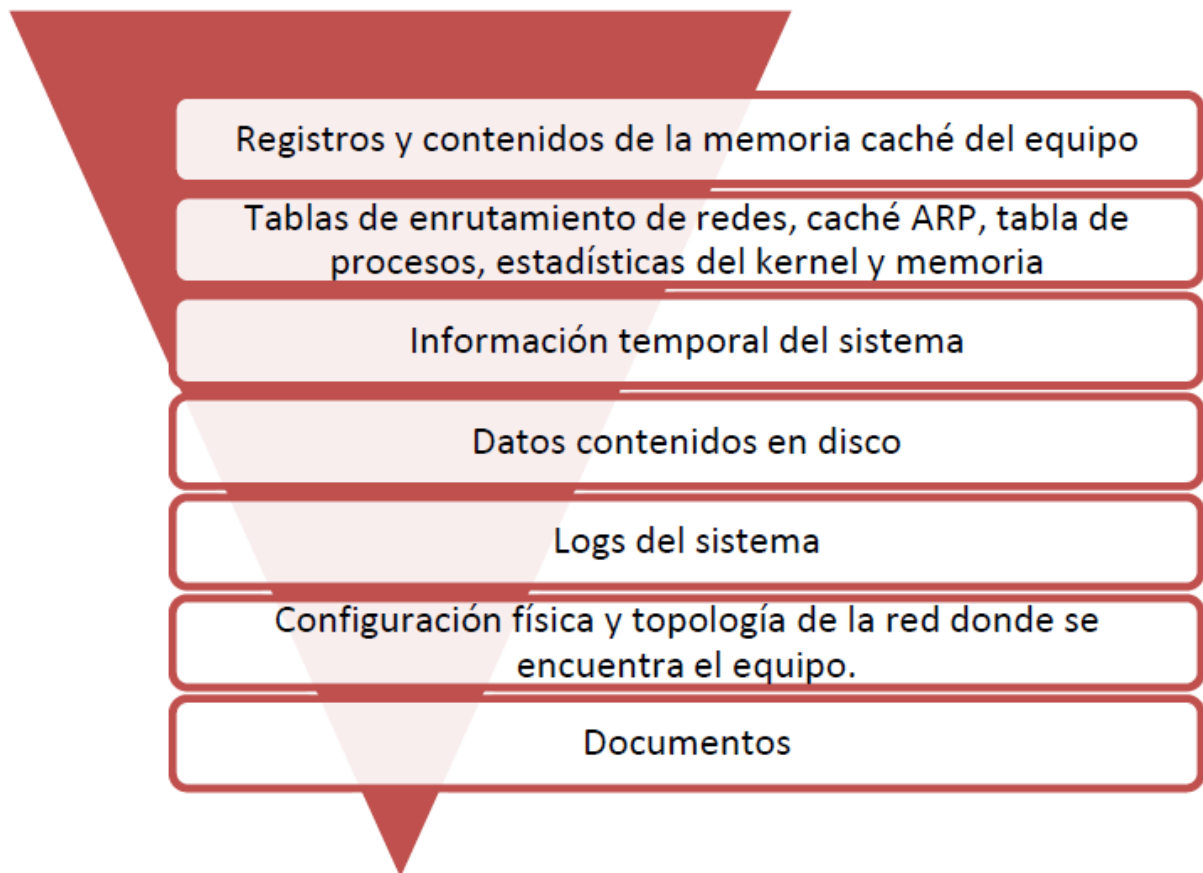 Registros y contenidos de la memoria caché del equipo
Tablas de enrutamiento de redes, caché ARP, tabla de
procesos, estadísticas del kernel y memoria
Información temporal del sistema
Datos contenidos en disco
Logs del sistema
Configuración física y topología de la red donde se
encuentra el equipo.
Documentos